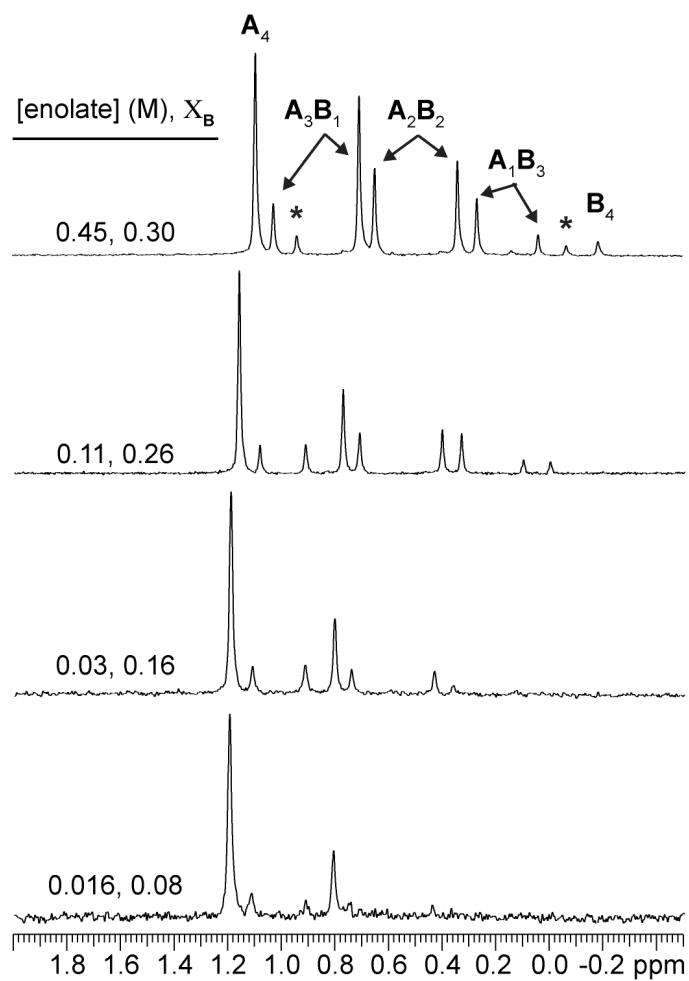 A₄
[enolate] (M), X_B
A₃B₁
A₂B₂
A₁B₃
*
*
B₄
0.45, 0.30
0.11, 0.26
0.03, 0.16
0.016, 0.08
1.8 1.6 1.4 1.2 1.0 0.8 0.6 0.4 0.2 0.0 -0.2 ppm